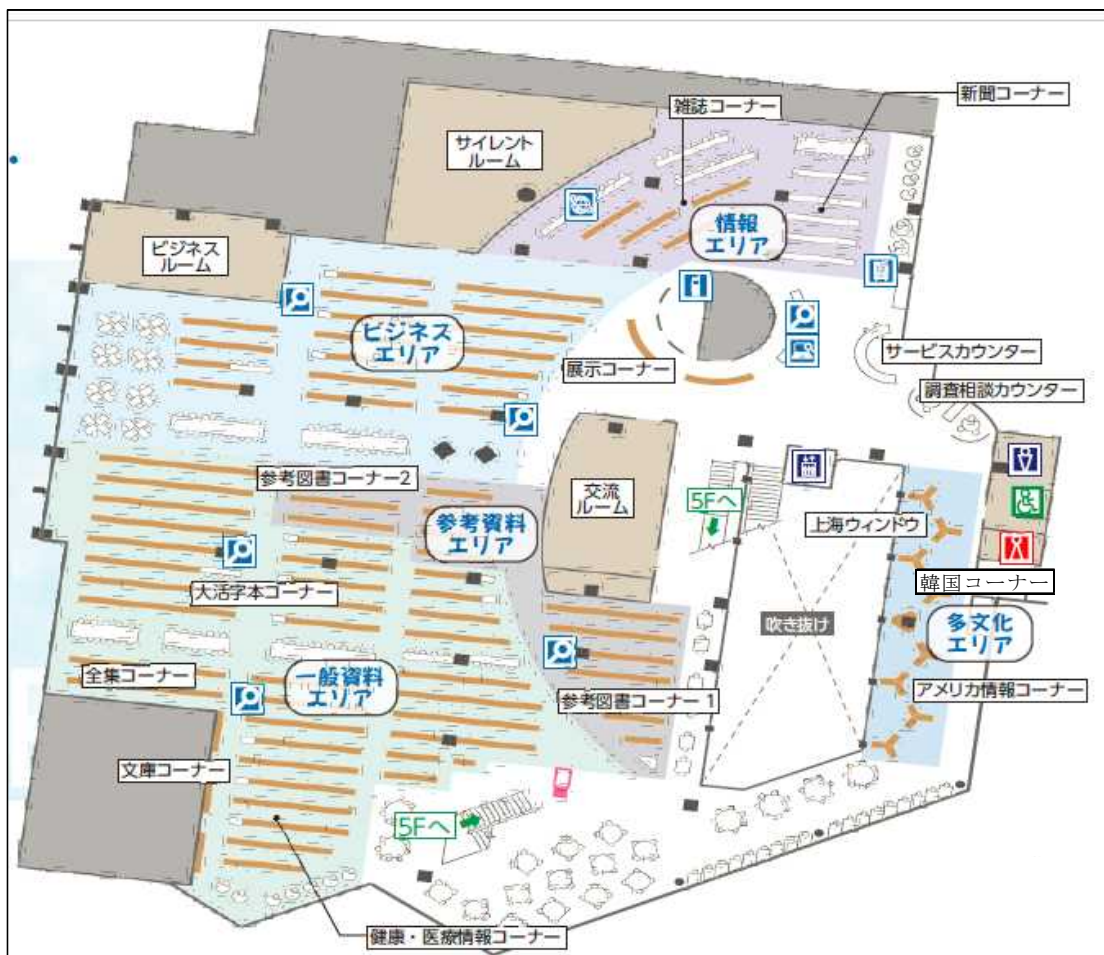 新聞コーナー
雑誌コーナー
サイレント
ルーム
情報
エリア
ビジネス
ルーム
ビジネス
エリア
展示コーナー
サービスカウンター
調査相談カウンター
参考図書コーナー2
交流
ルーム
5Fへ
上海ウィンドウ
参考資料
エリア
大活字本コーナー
韓国コーナー
吹き抜け
多文化
エリア
全集コーナー
一般資料
エリア
参考図書コーナー1
アメリカ情報コーナー
文庫コーナー
5Fへ
健康・医療情報コーナー